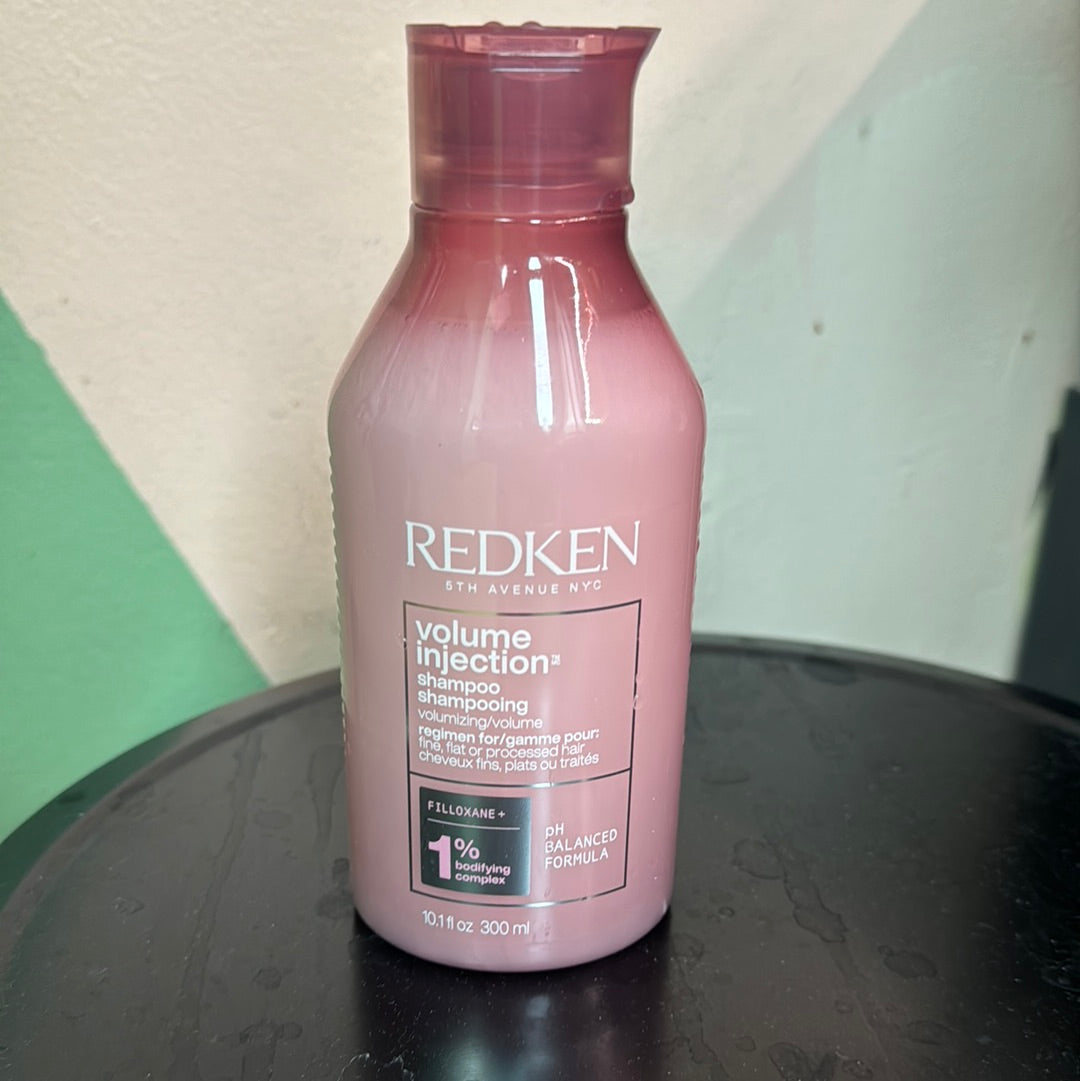 REDKEN
5TH AVENUE NYC
volume
injection™
shampoo
shampooing
volumizing/volume
regimen for/gamme pour:
fine, flat or processed hair
cheveux fins, plats ou traités
FILLOXANE+
1%
bodifying
complex
pH
BALANCED
FORMULA
10.1 fl oz 300 ml